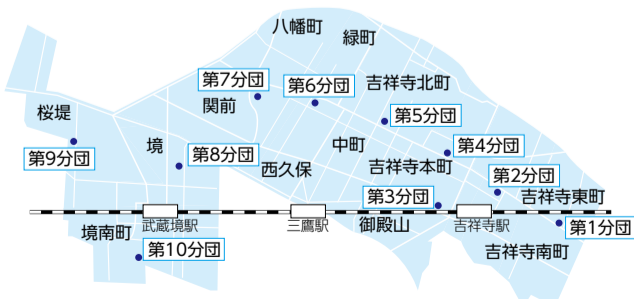 八幡町
緑町
第7分団
第6分団
吉祥寺北町
関前
桜堤
第5分団
境
中町
第4分団
第9分団
第8分団
西久保
吉祥寺本町
第2分団
第3分団
吉祥寺東町
武蔵境駅
三鷹駅
御殿山
吉祥寺駅
第1分団
境南町
第10分団
吉祥寺南町